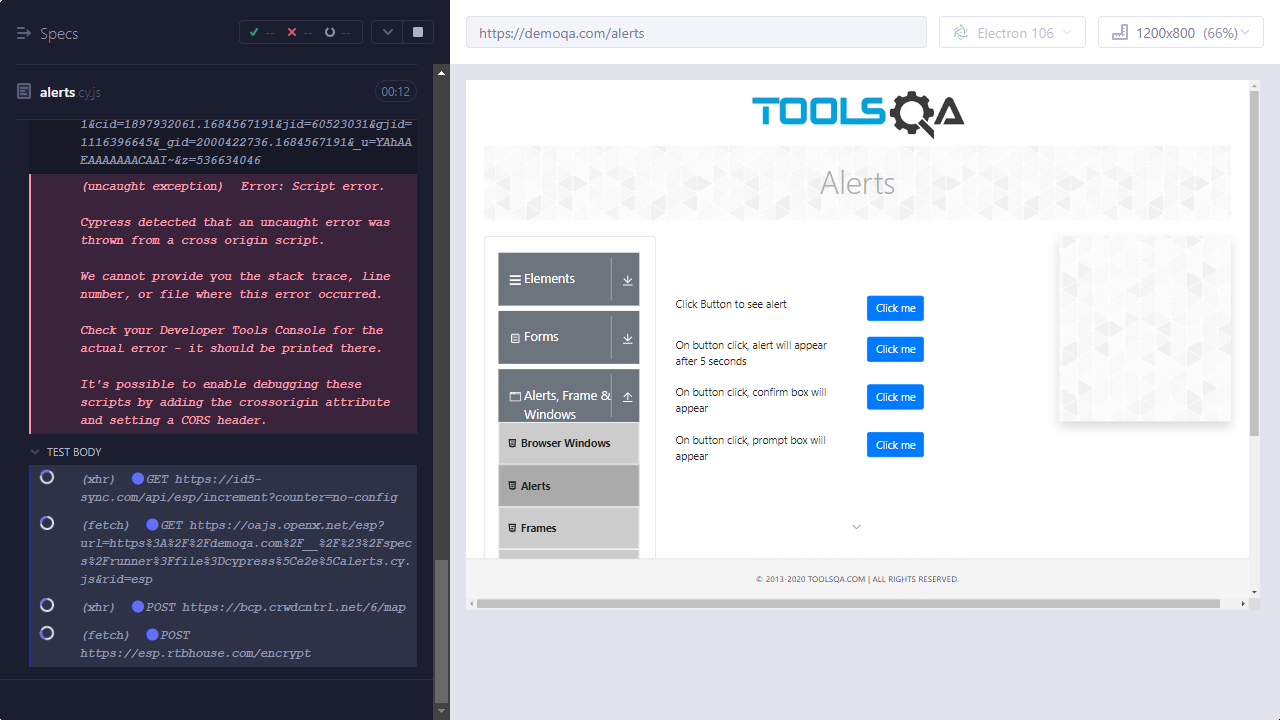 Specs
--
--
--
alerts.cy.js
00:12
1&cid=1897932061.1684567191&jid=60523031&gjid=
1116396645&_gid=2000422736.1684567191&_u=YAhAA
EAAAAAAACAAI~&z=536634046
(uncaught exception) Error: Script error.
Cypress detected that an uncaught error was
thrown from a cross origin script.
We cannot provide you the stack trace, line
number, or file where this error occurred.
Check your Developer Tools Console for the
actual error - it should be printed there.
It's possible to enable debugging these
scripts by adding the crossorigin attribute
and setting a CORS header.
TEST BODY
(xhr) GET https://id5-
sync.com/api/esp/increment?counter=no-config
(fetch) GET https://oajs.openx.net/esp?
url=https%3A%2F%2Fdemoqa.com%2F__%2F%23%2Fspec
s%2Frunner%3Ffile%3Dcypress%5Ce2e%5Calerts.cy.
js&rid=esp
(xhr) POST https://bcp.crwdcntrl.net/6/map
(fetch) POST
https://esp.rtbhouse.com/encrypt
https://demoqa.com/alerts
Electron 106
1200x800 (66%)
TOOLSQA
Alerts
Elements
Forms
Alerts, Frame &
Windows
Browser Windows
Alerts
Frames
Click Button to see alert
Click me
On button click, alert will appear
after 5 seconds
Click me
On button click, confirm box will
appear
Click me
On button click, prompt box will
appear
Click me
© 2013-2020 TOOLSQA.COM | ALL RIGHTS RESERVED.